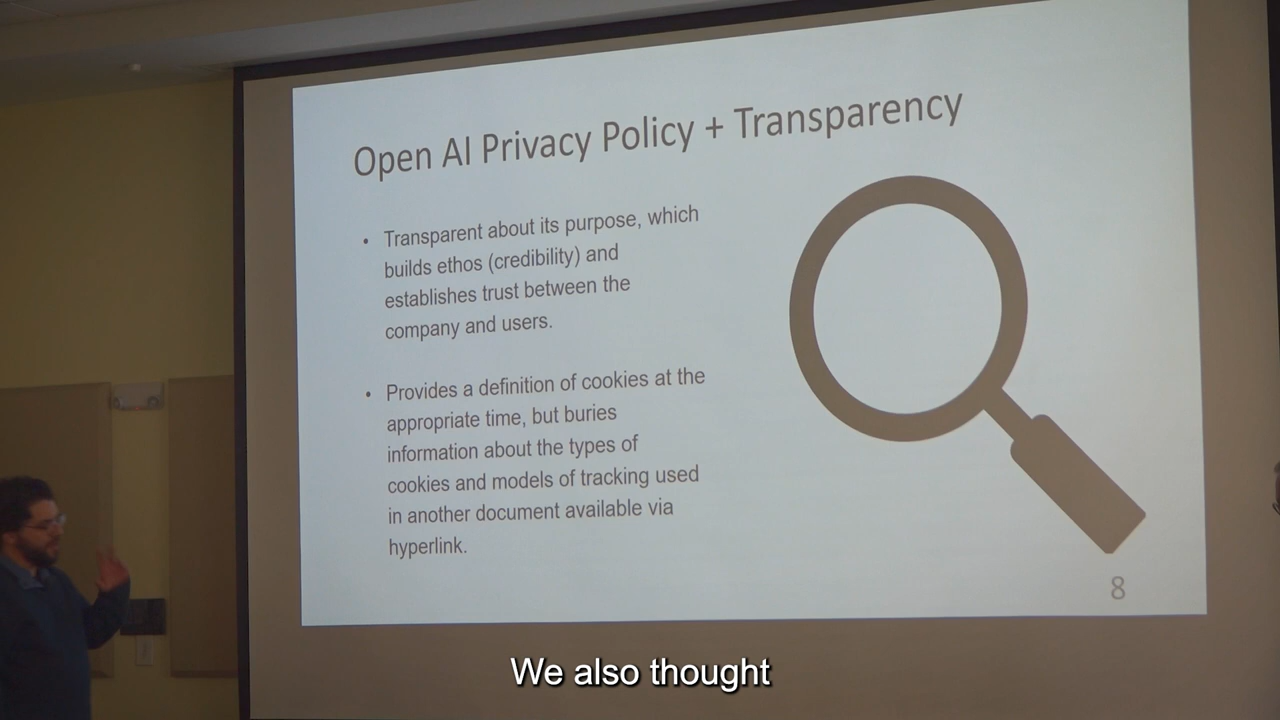 Open AI Privacy Policy + Transparency
• Transparent about its purpose, which
builds ethos (credibility) and
establishes trust between the
company and users.
• Provides a definition of cookies at the
appropriate time, but buries
information about the types of
cookies and models of tracking used
in another document available via
hyperlink.
8
We also thought